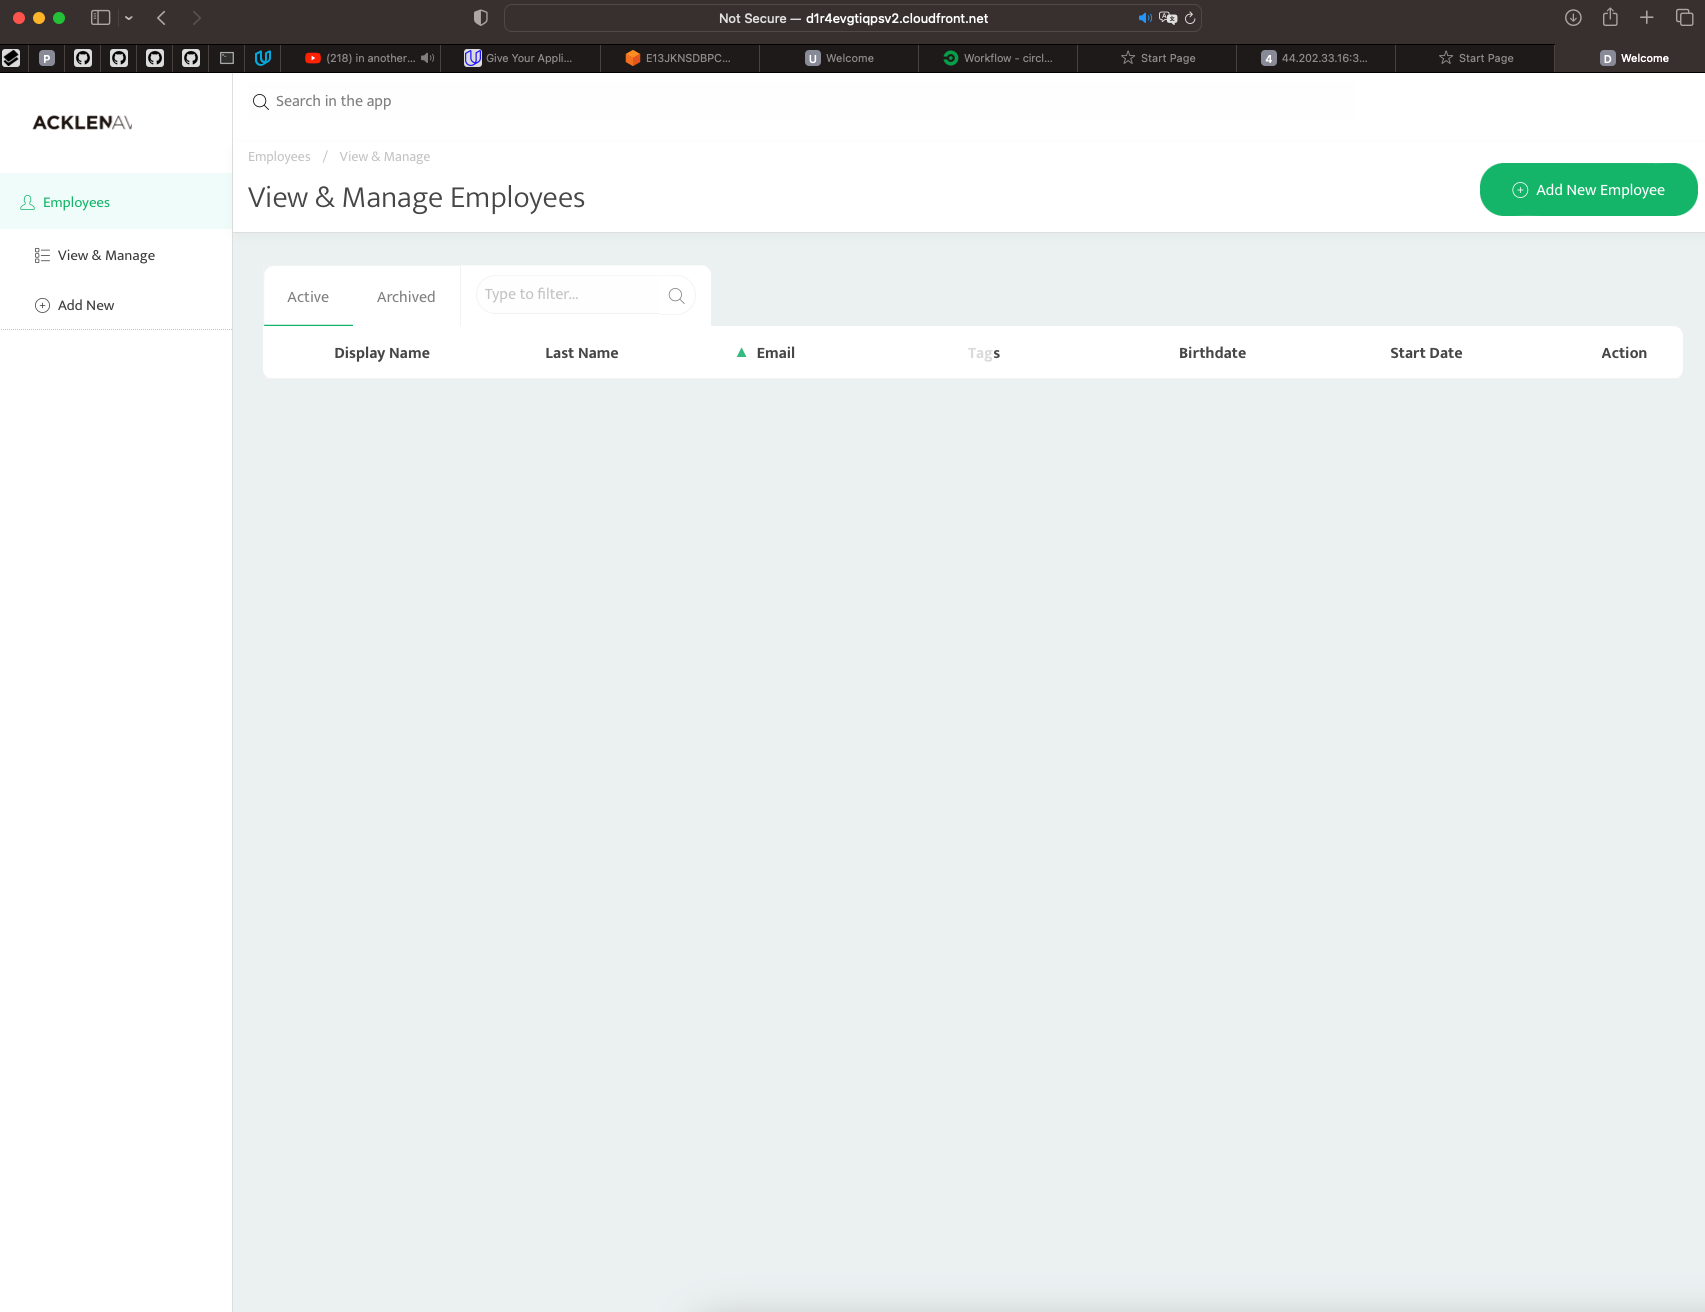 Not Secure — d1r4evgtiqpsv2.cloudfront.net
P
(218) in another...
Give Your Appli...
E13JKNSDBPC...
U Welcome
Workflow - circl...
Start Page
4 44.202.33.16:3...
Start Page
D Welcome
ACKLENAV
Search in the app
Employees / View & Manage
View & Manage Employees
Add New Employee
Employees
View & Manage
Add New
Active
Archived
Type to filter...
Display Name
Last Name
Email
Tags
Birthdate
Start Date
Action